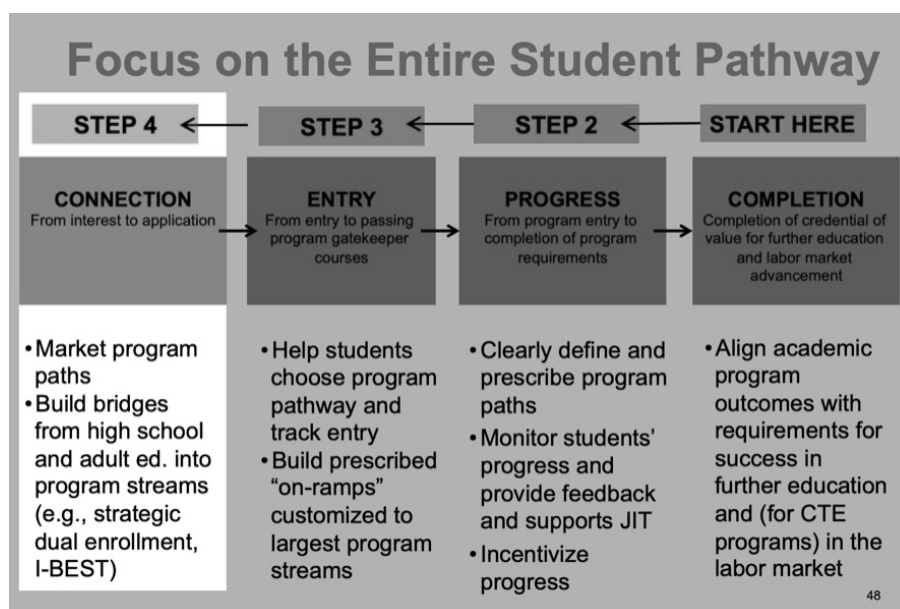 Focus on the Entire Student Pathway
STEP 4
STEP 3
STEP 2
START HERE
CONNECTION
From interest to application
ENTRY
From entry to passing
program gatekeeper
courses
PROGRESS
From program entry to
completion of program
requirements
COMPLETION
Completion of credential of
value for further education
and labor market
advancement
•Market program
paths
•Build bridges
from high school
and adult ed. into
program streams
(e.g., strategic
dual enrollment,
I-BEST)
•Help students
choose program
pathway and
track entry
•Build prescribed
“on-ramps”
customized to
largest program
streams
•Clearly define and
prescribe program
paths
•Monitor students’
progress and
provide feedback
and supports JIT
•Incentivize
progress
•Align academic
program
outcomes with
requirements for
success in
further education
and (for CTE
programs) in the
labor market
48